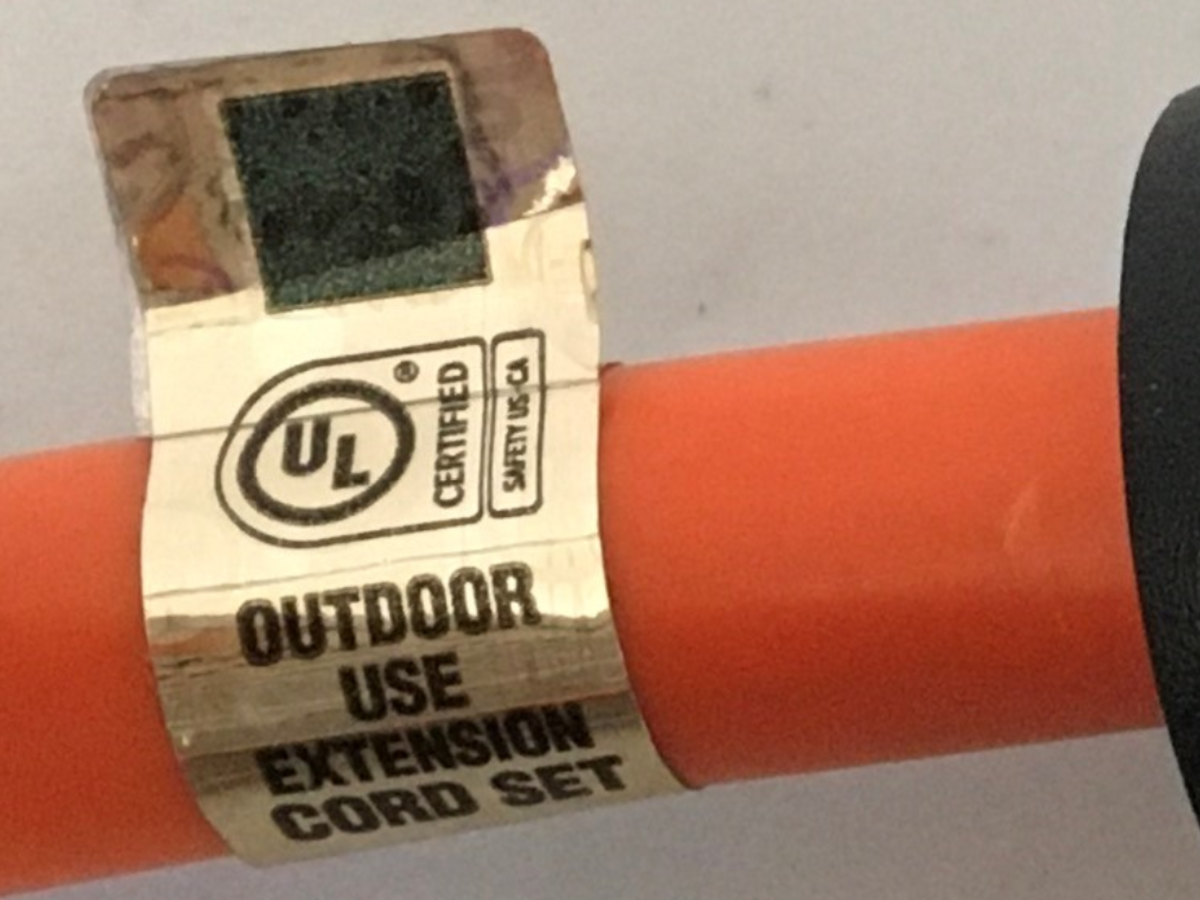 UL®
CERTIFIED
SAFETY US-CA
OUTDOOR
USE
EXTENSION
CORD SET